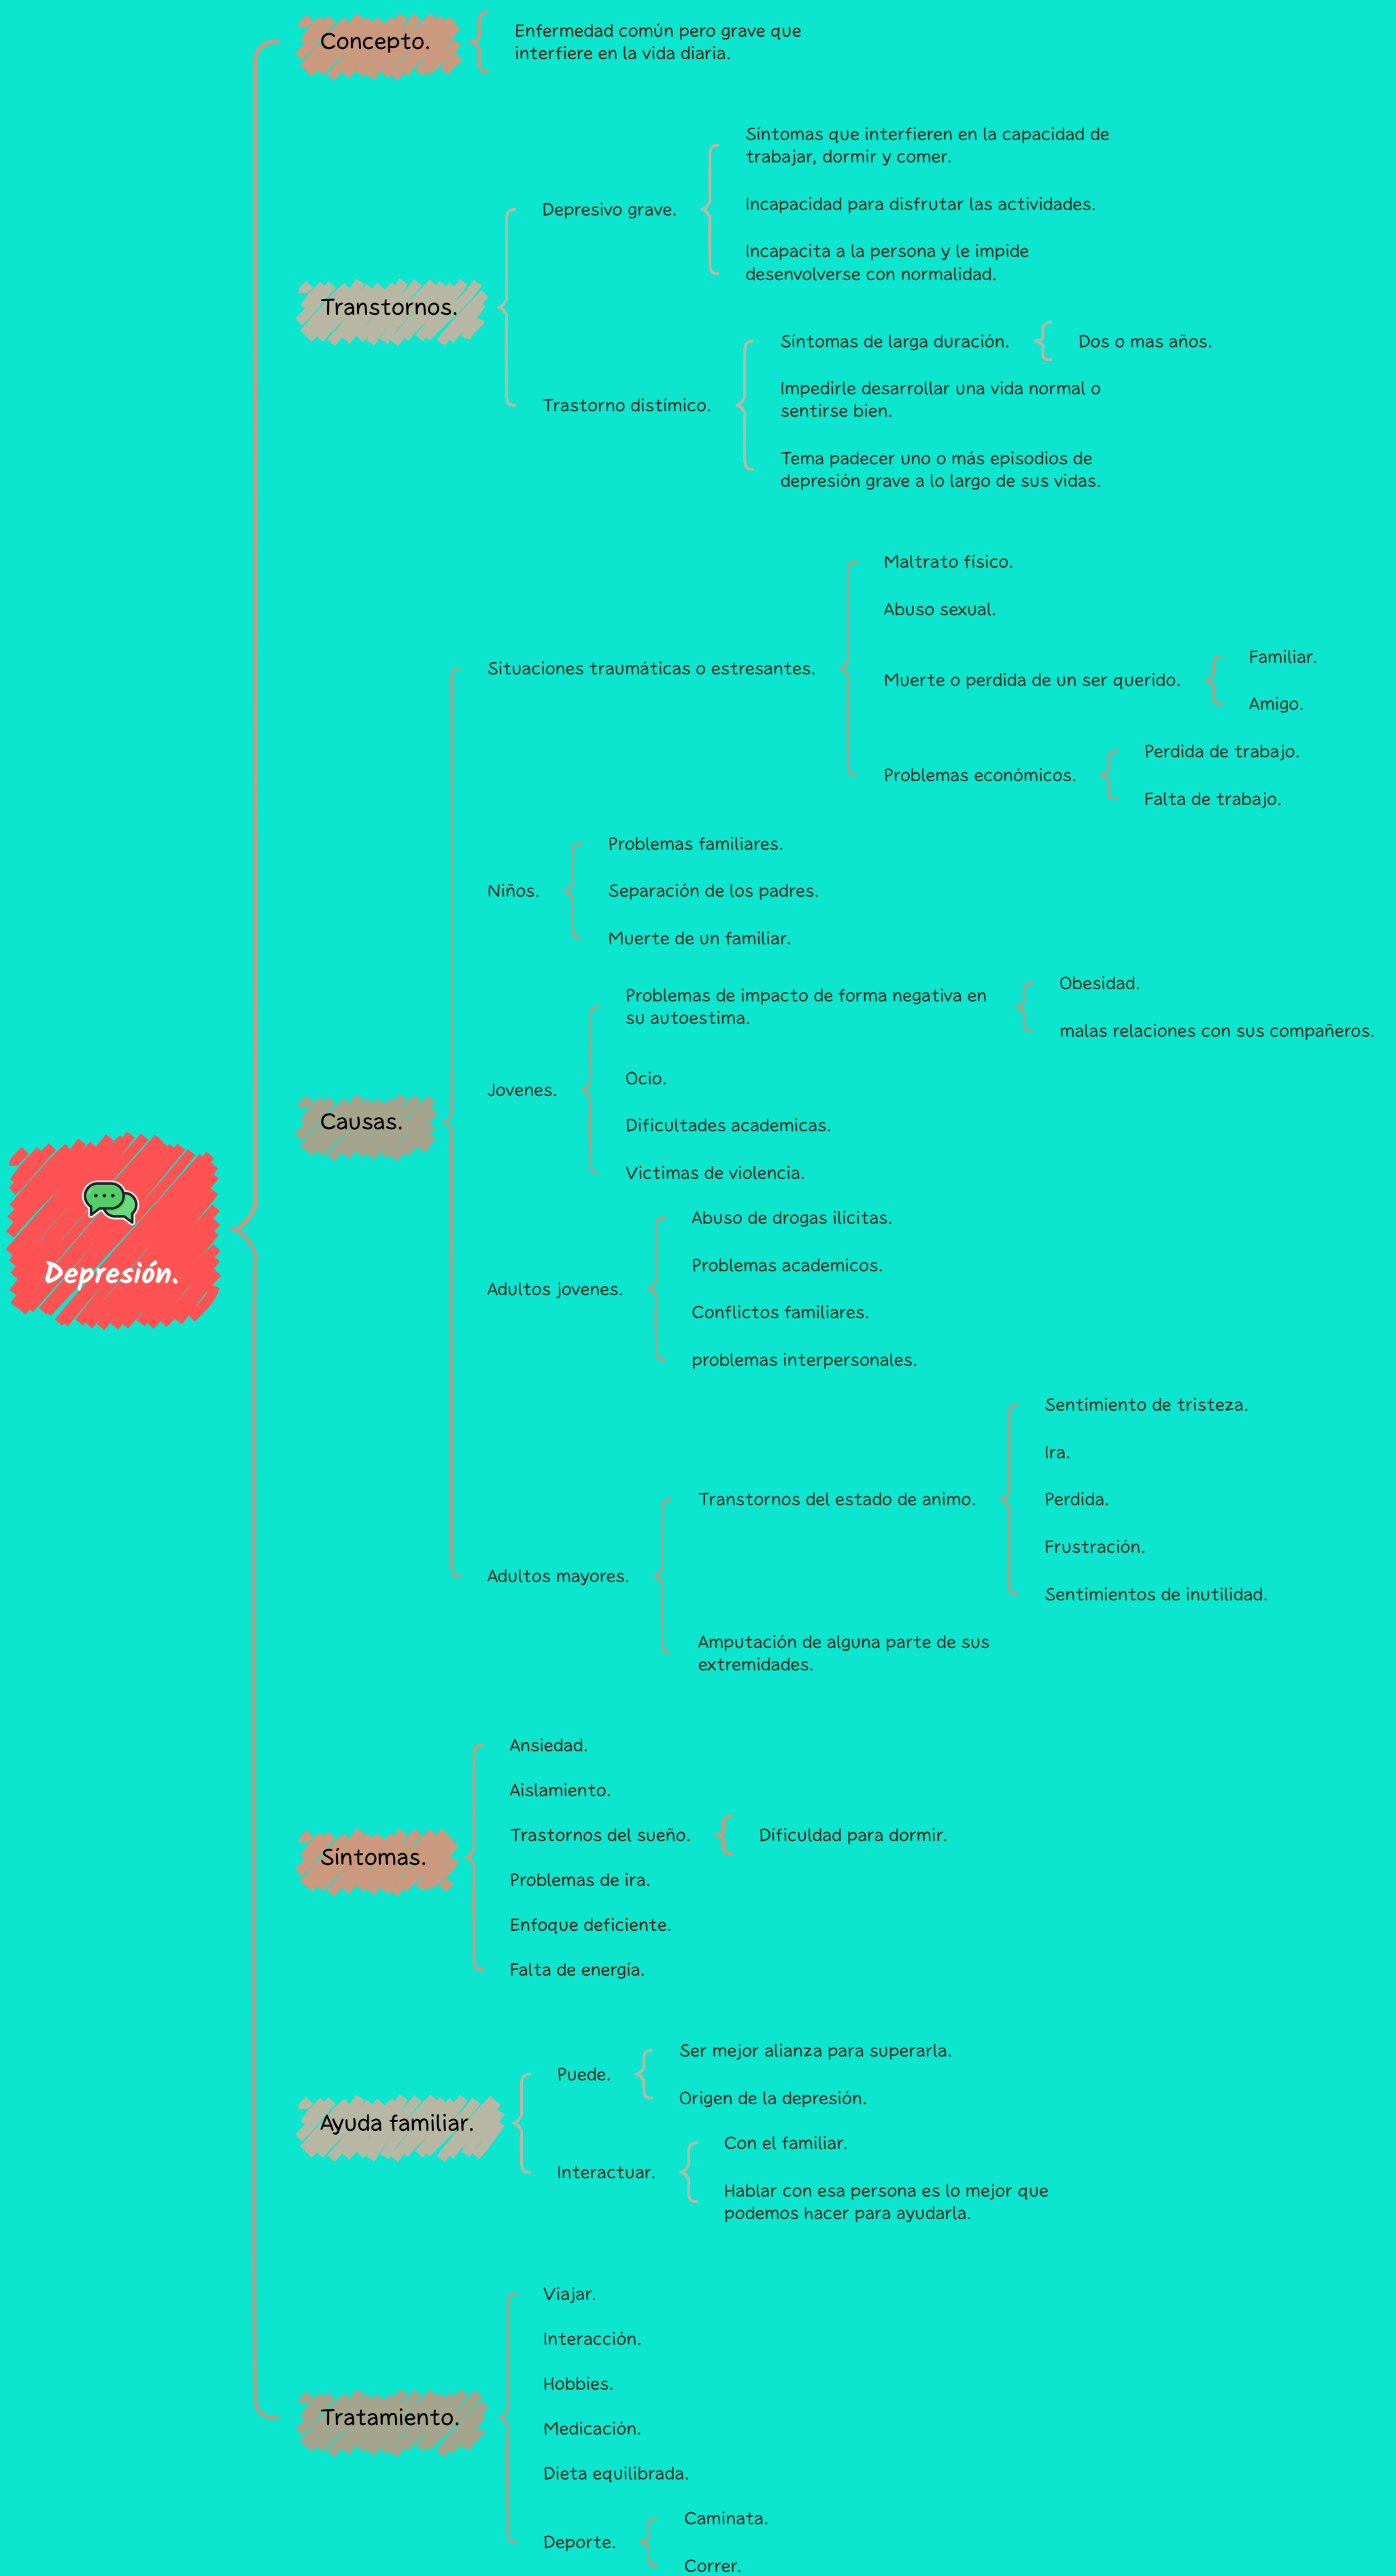 Concepto.
Enfermedad común pero grave que
interfiere en la vida diaria.
Transtornos.
Depresivo grave.
Síntomas que interfieren en la capacidad de
trabajar, dormir y comer.
Incapacidad para disfrutar las actividades.
Incapacita a la persona y le impide
desenvolverse con normalidad.
Trastorno distímico.
Síntomas de larga duración.
Dos o mas años.
Impedirle desarrollar una vida normal o
sentirse bien.
Tema padecer uno o más episodios de
depresión grave a lo largo de sus vidas.
Depresión.
Causas.
Situaciones traumáticas o estresantes.
Maltrato físico.
Abuso sexual.
Muerte o perdida de un ser querido.
Familiar.
Amigo.
Problemas económicos.
Perdida de trabajo.
Falta de trabajo.
Niños.
Problemas familiares.
Separación de los padres.
Muerte de un familiar.
Jovenes.
Problemas de impacto de forma negativa en
su autoestima.
Obesidad.
malas relaciones con sus compañeros.
Ocio.
Dificultades academicas.
Victimas de violencia.
Adultos jovenes.
Abuso de drogas ilícitas.
Problemas academicos.
Conflictos familiares.
problemas interpersonales.
Adultos mayores.
Transtornos del estado de animo.
Sentimiento de tristeza.
Ira.
Perdida.
Frustración.
Sentimientos de inutilidad.
Amputación de alguna parte de sus
extremidades.
Síntomas.
Ansiedad.
Aislamiento.
Trastornos del sueño.
Dificuldad para dormir.
Problemas de ira.
Enfoque deficiente.
Falta de energía.
Ayuda familiar.
Puede.
Ser mejor alianza para superarla.
Origen de la depresión.
Interactuar.
Con el familiar.
Hablar con esa persona es lo mejor que
podemos hacer para ayudarla.
Tratamiento.
Viajar.
Interacción.
Hobbies.
Medicación.
Dieta equilibrada.
Deporte.
Caminata.
Correr.